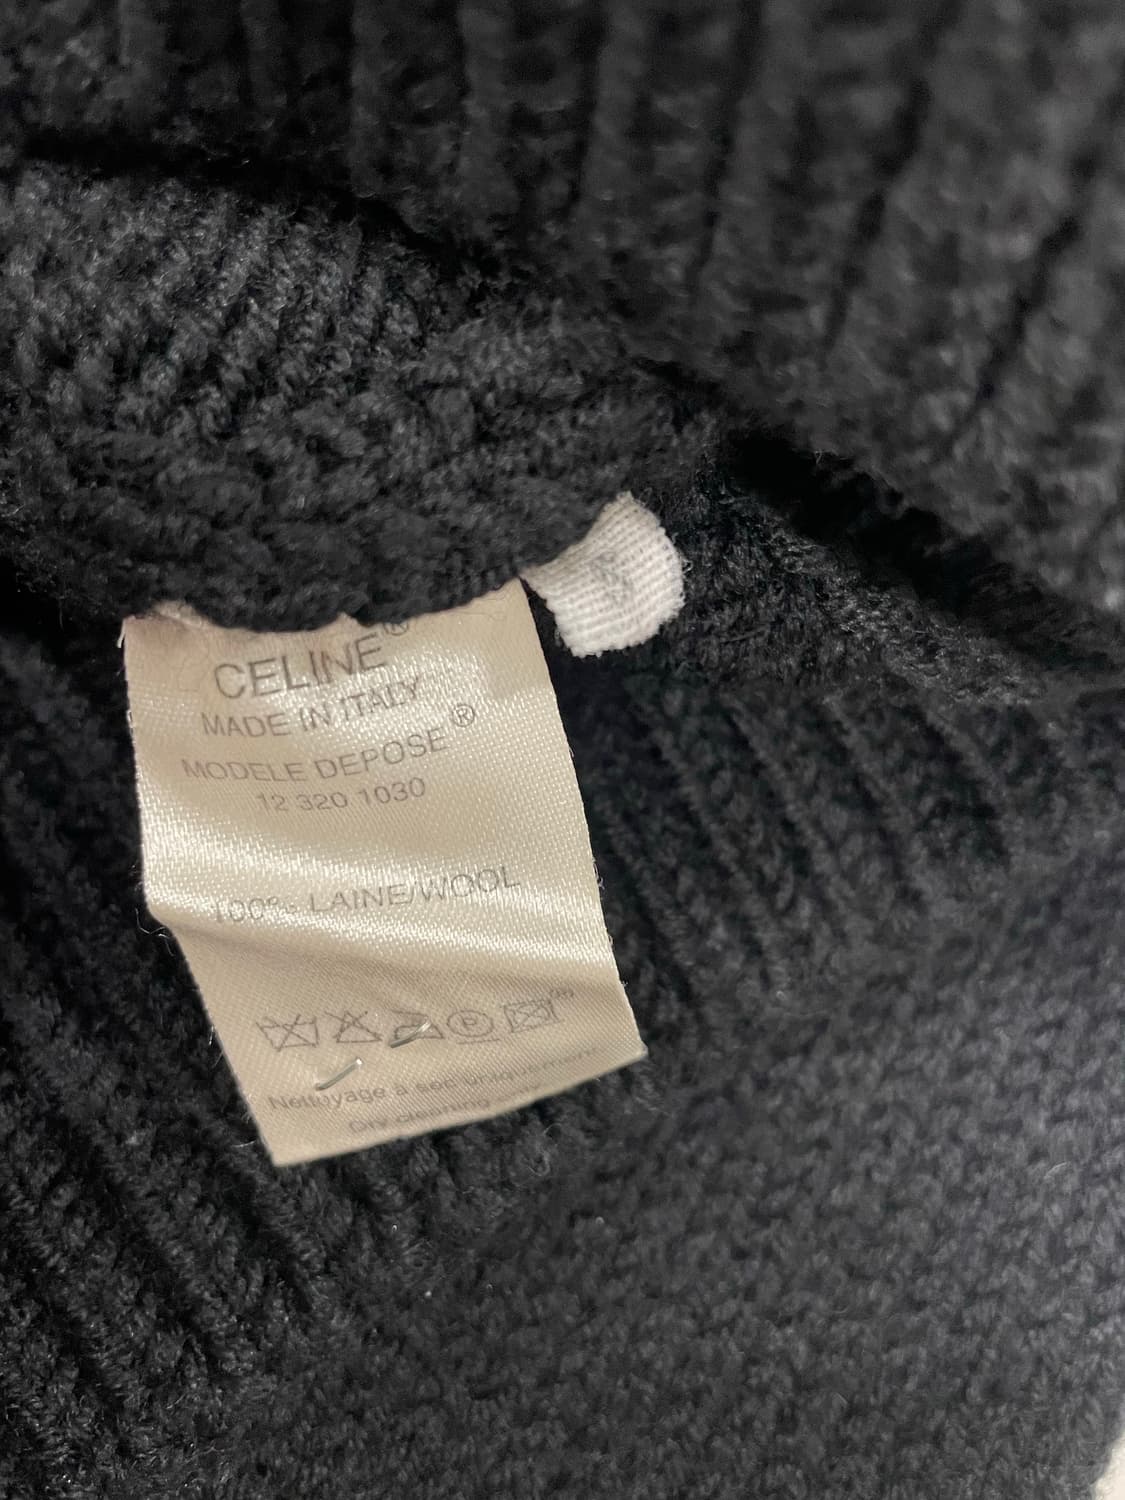 CELINE®
MADE IN ITALY
MODELE DEPOSE®
12 320 1030
100% LAINE/WOOL
P
Nettoyage à sec uniquement
Dry cleaning only